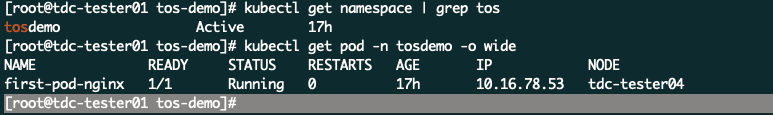 [root@tdc-tester01 tos-demo]# kubectl get namespace | grep tos
tosdemo Active 17h
[root@tdc-tester01 tos-demo]# kubectl get pod -n tosdemo -o wide
NAME READY STATUS RESTARTS AGE IP NODE
first-pod-nginx 1/1 Running 0 17h 10.16.78.53 tdc-tester04
[root@tdc-tester01 tos-demo]#